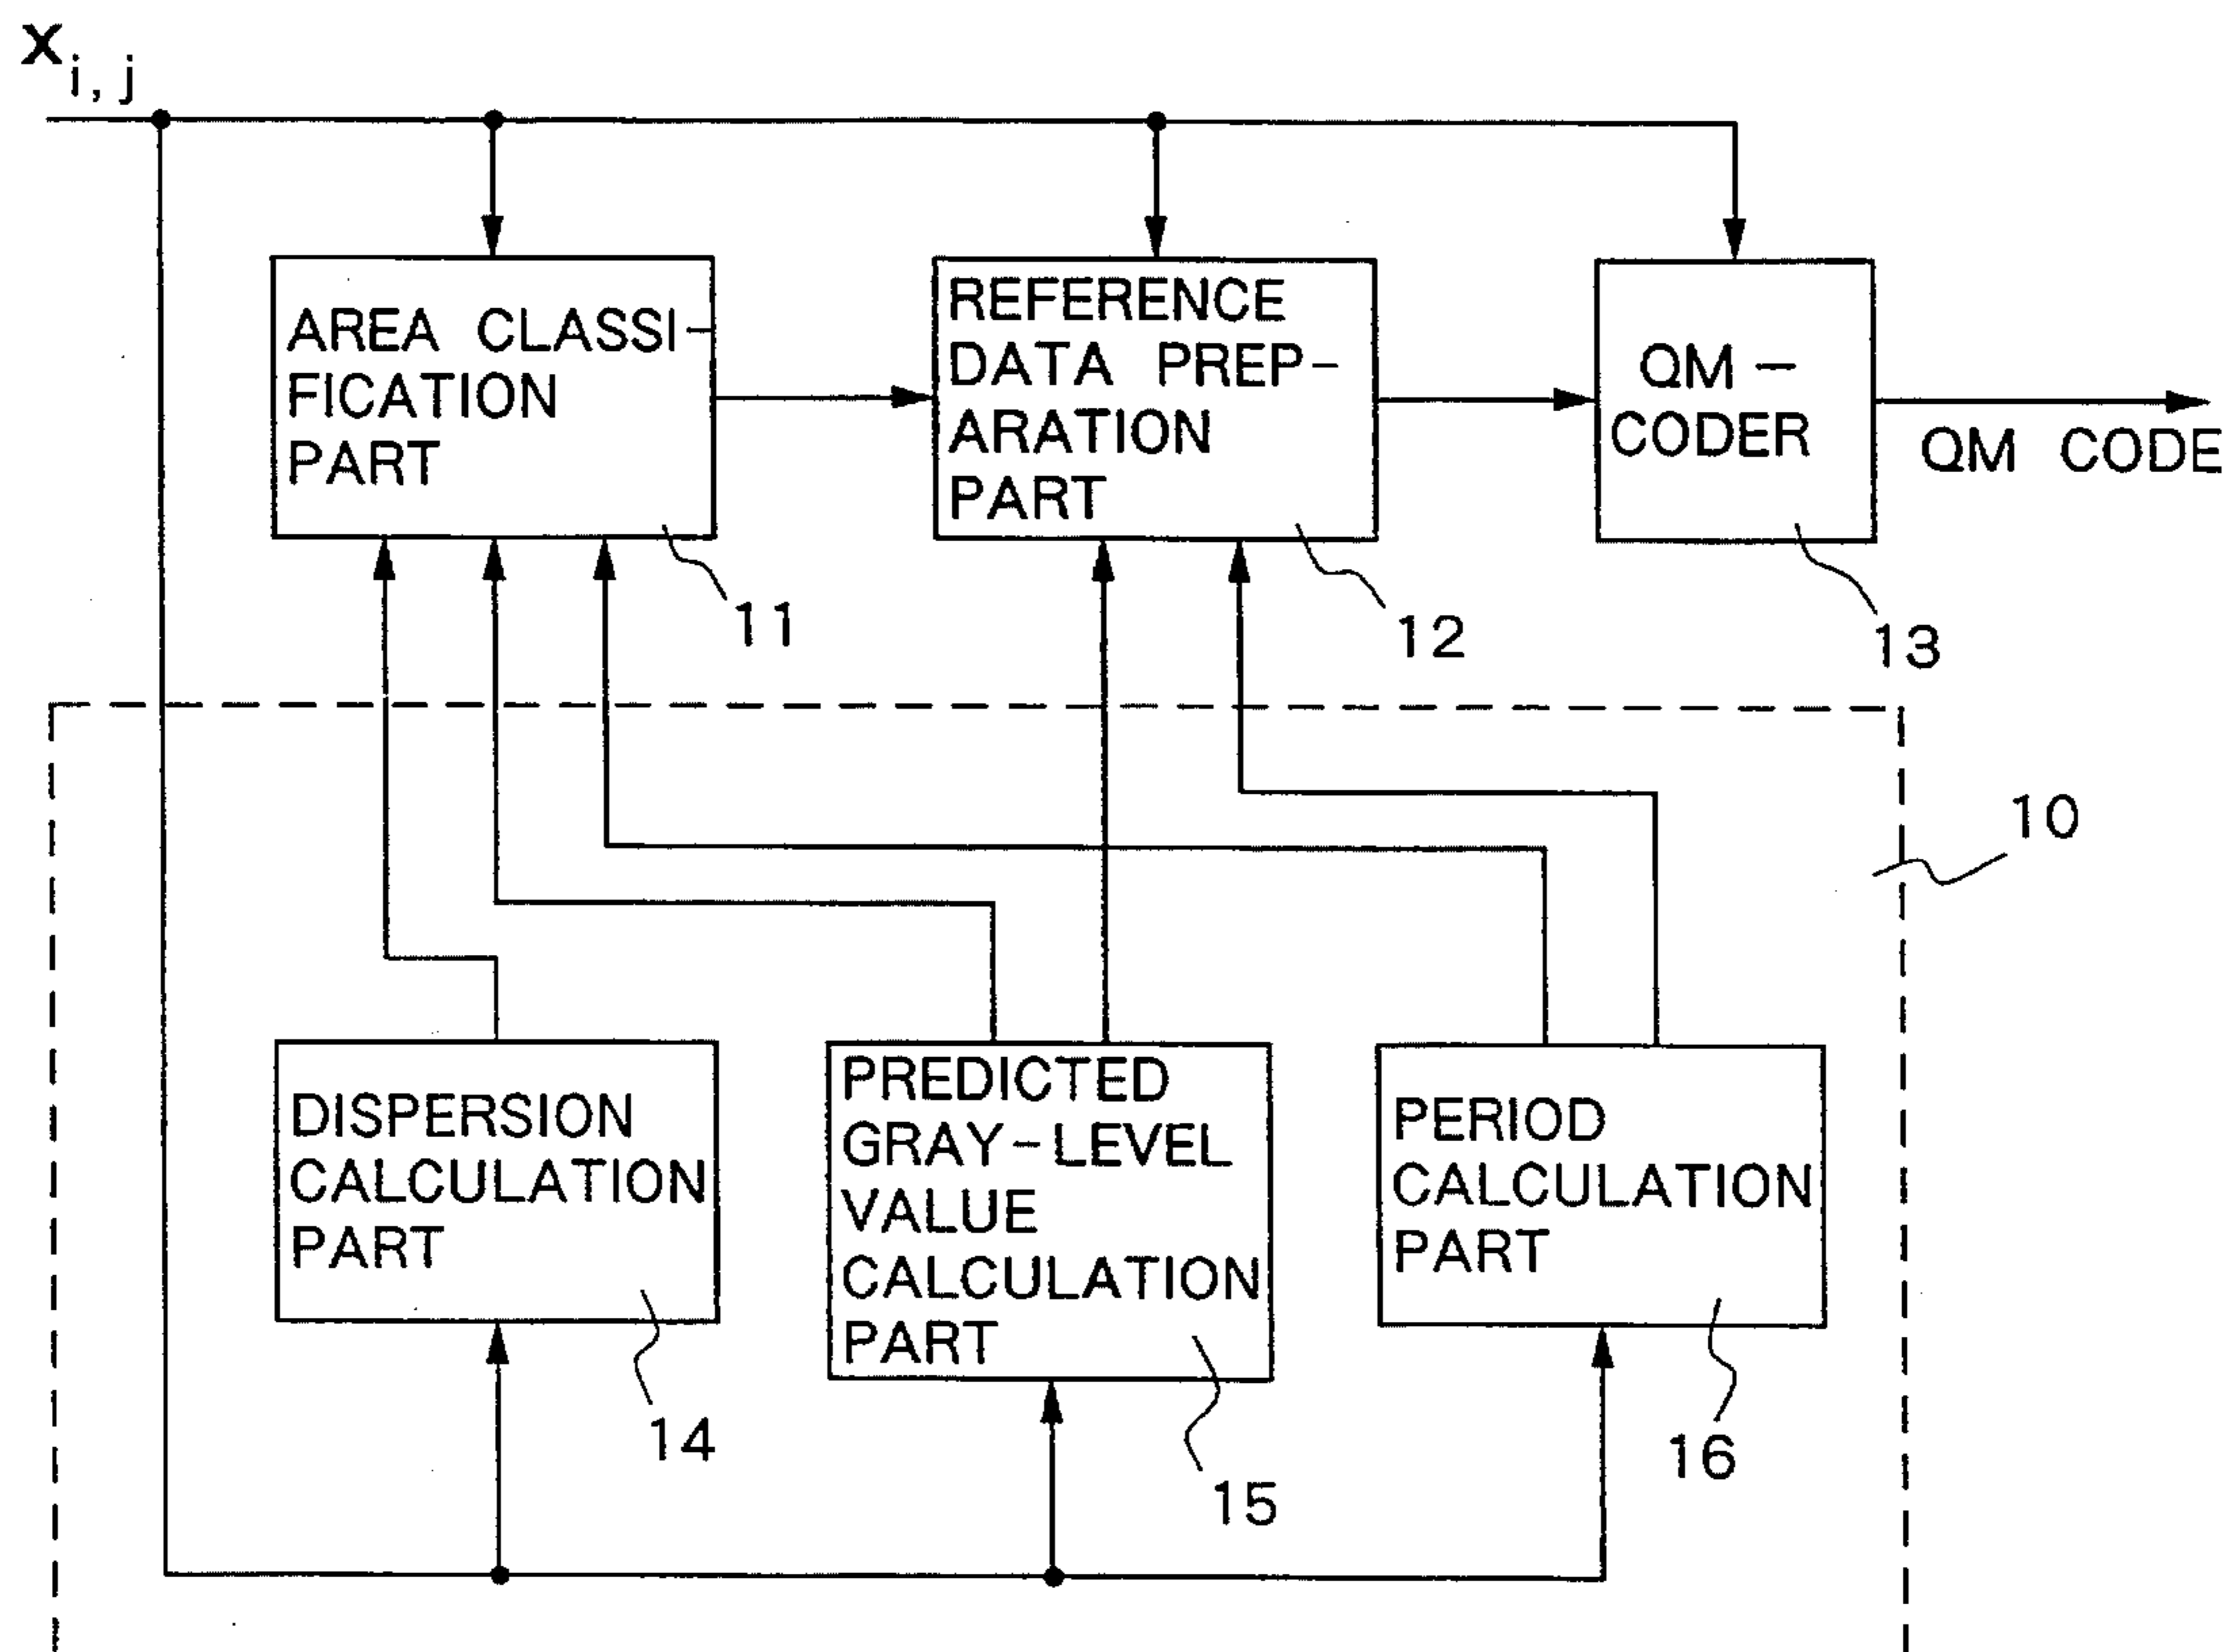 x i, j
AREA CLASSI-
FICATION
PART
11
REFERENCE
DATA PREP-
ARATION
PART
12
QM-
CODER
13
QM CODE
10
DISPERSION
CALCULATION
PART
14
PREDICTED
GRAY-LEVEL
VALUE
CALCULATION
PART
15
PERIOD
CALCULATION
PART
16